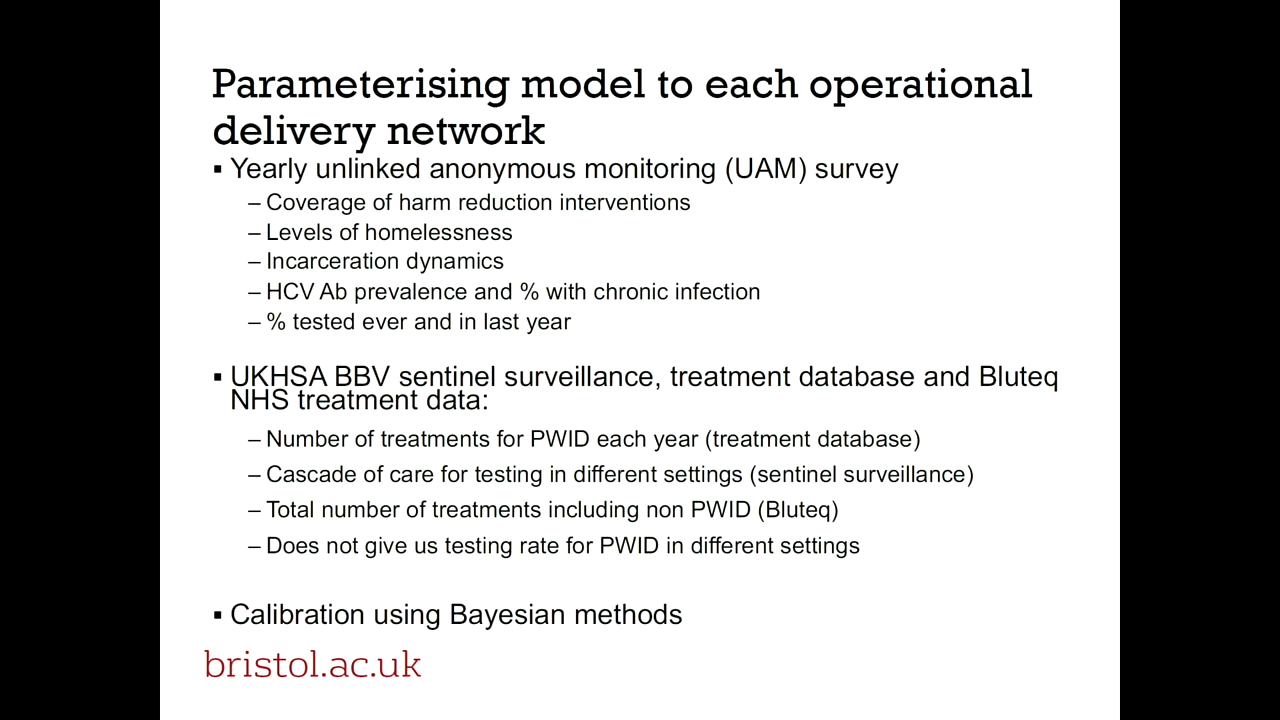 Parameterising model to each operational
delivery network
▪ Yearly unlinked anonymous monitoring (UAM) survey
– Coverage of harm reduction interventions
– Levels of homelessness
– Incarceration dynamics
– HCV Ab prevalence and % with chronic infection
– % tested ever and in last year
▪ UKHSA BBV sentinel surveillance, treatment database and Bluteq
NHS treatment data:
– Number of treatments for PWID each year (treatment database)
– Cascade of care for testing in different settings (sentinel surveillance)
– Total number of treatments including non PWID (Bluteq)
– Does not give us testing rate for PWID in different settings
▪ Calibration using Bayesian methods
bristol.ac.uk